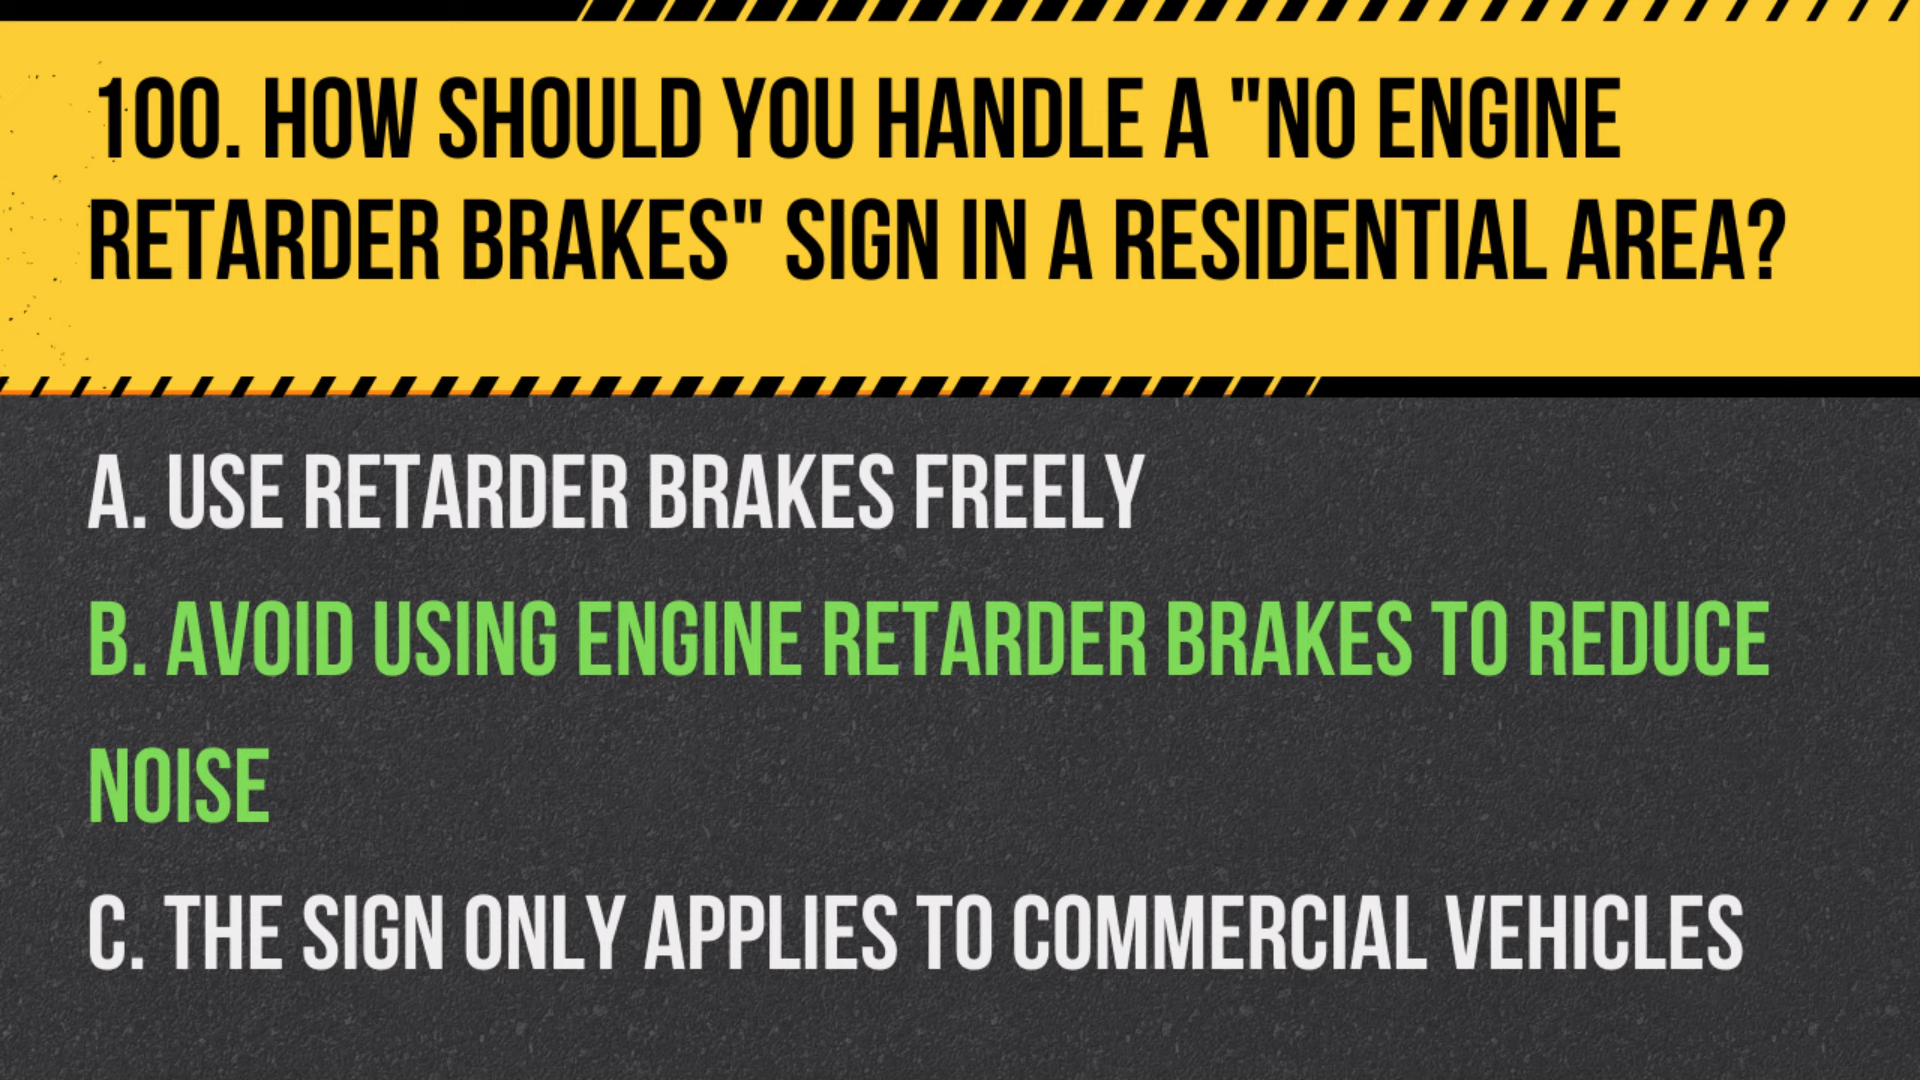 100. HOW SHOULD YOU HANDLE A "NO ENGINE
RETARDER BRAKES" SIGN IN A RESIDENTIAL AREA?
A. USE RETARDER BRAKES FREELY
B. AVOID USING ENGINE RETARDER BRAKES TO REDUCE
NOISE
C. THE SIGN ONLY APPLIES TO COMMERCIAL VEHICLES